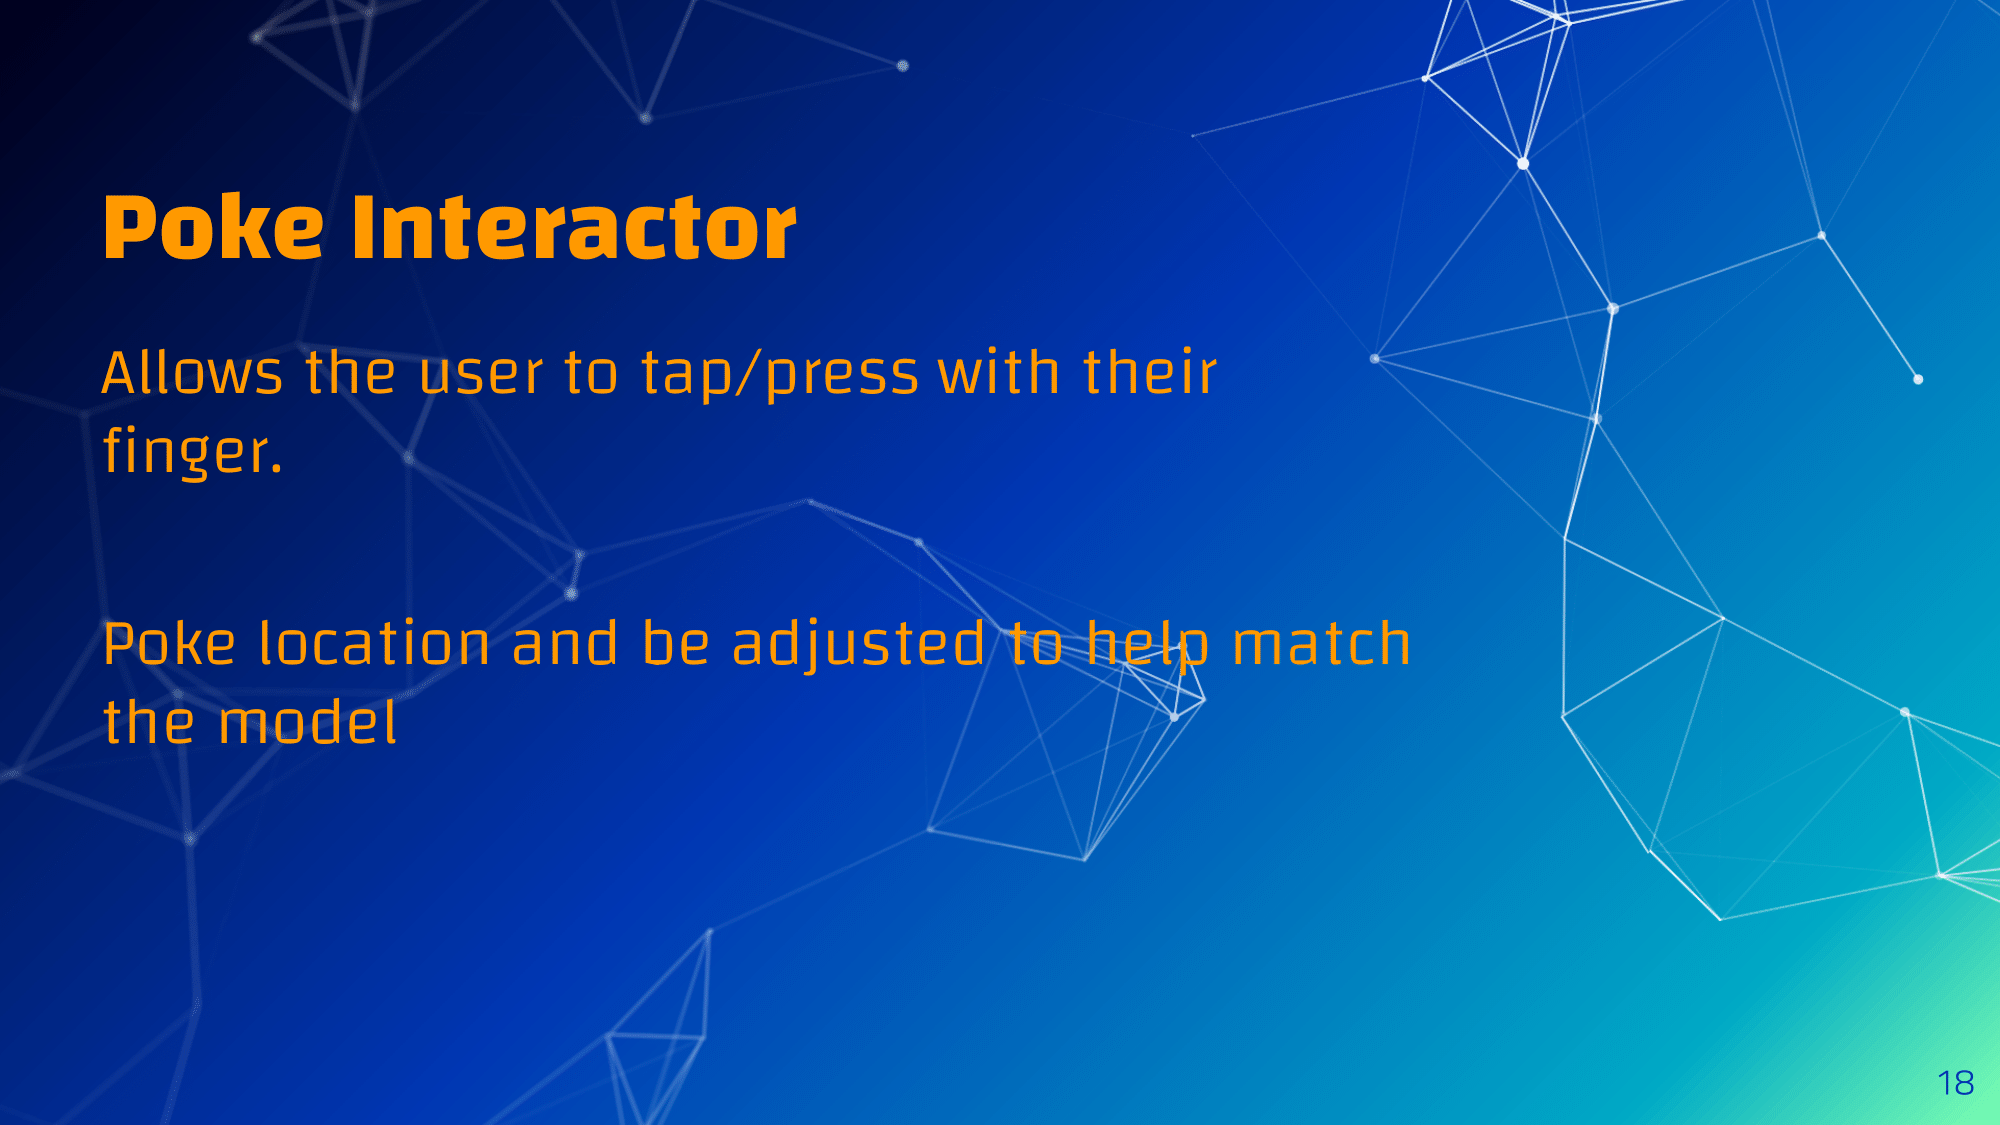 Poke Interactor
Allows the user to tap/press with their
finger.
Poke location and be adjusted to help match
the model
18